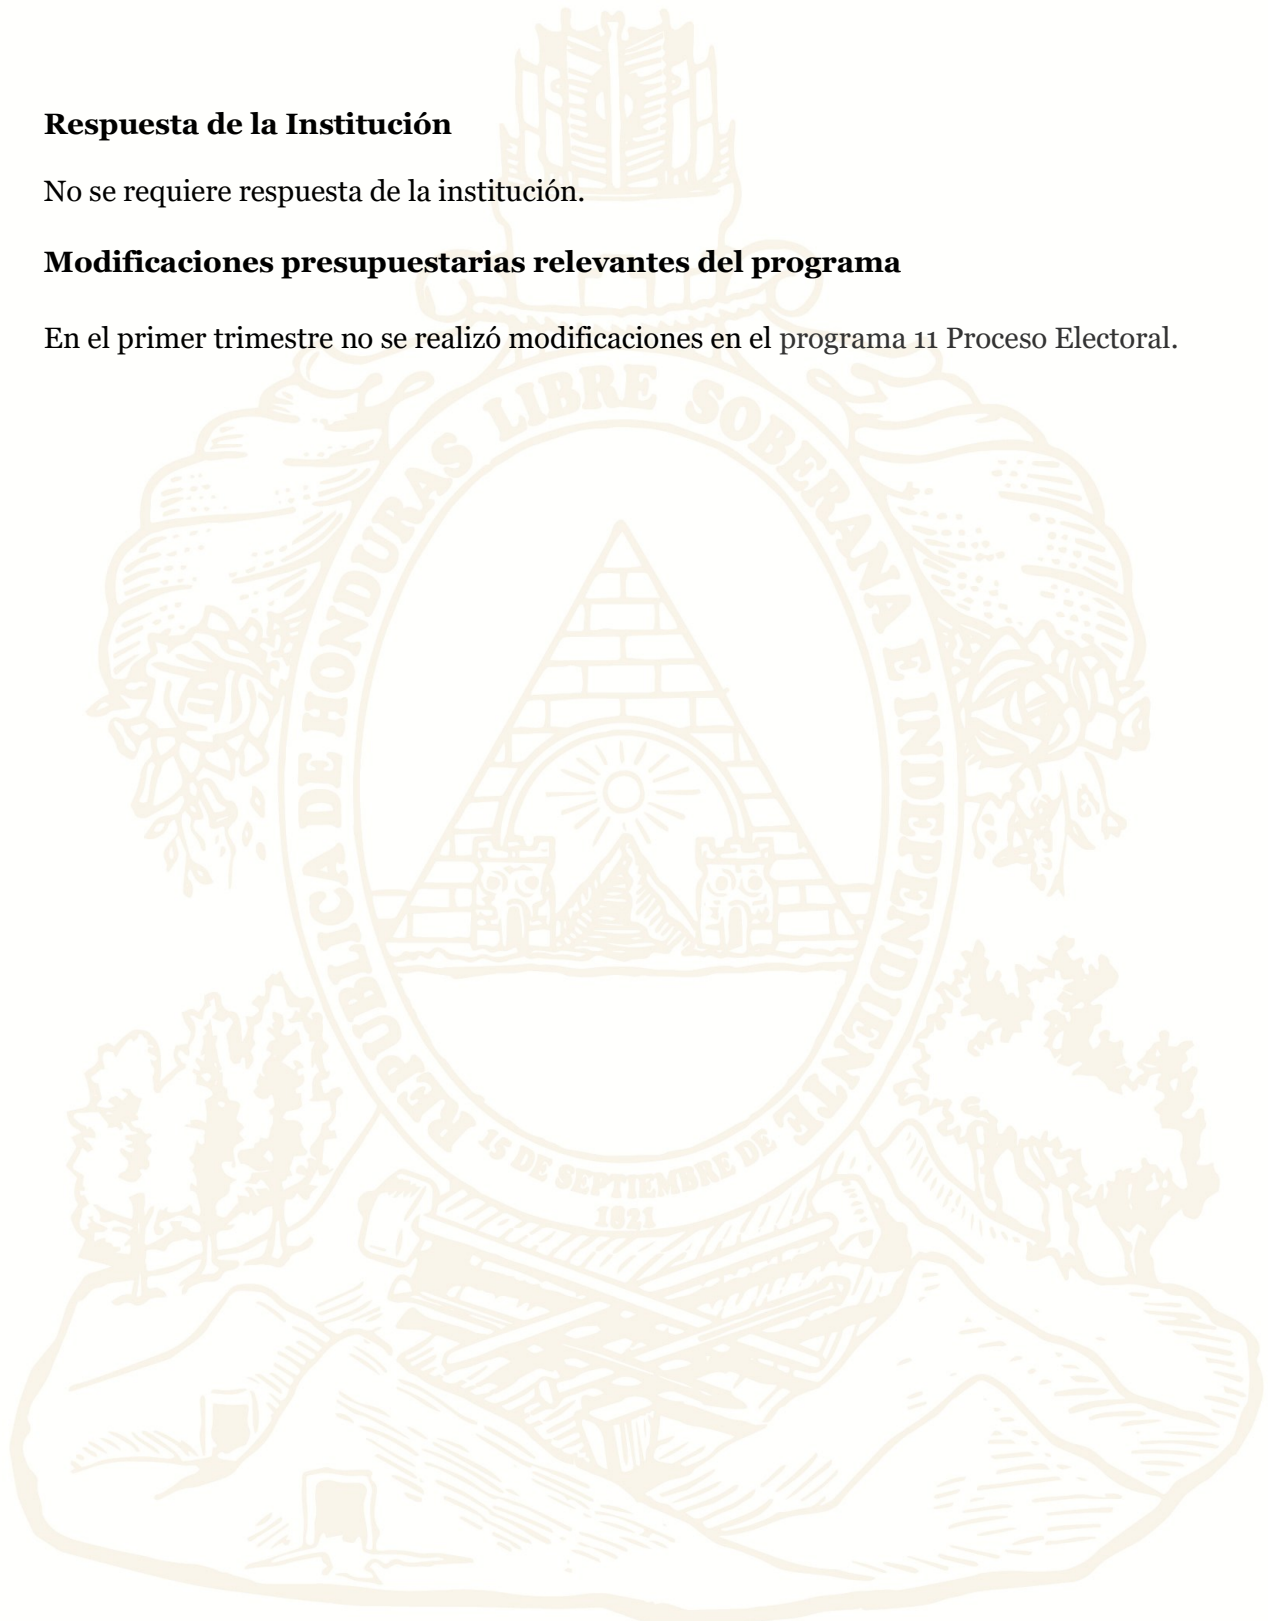 Respuesta de la Institución
No se requiere respuesta de la institución.
Modificaciones presupuestarias relevantes del programa
En el primer trimestre no se realizó modificaciones en el programa 11 Proceso Electoral.
REPUBLICA DE HONDURAS LIBRE SOBERANA E INDEPENDIENTE
15 DE SEPTIEMBRE DE
1821